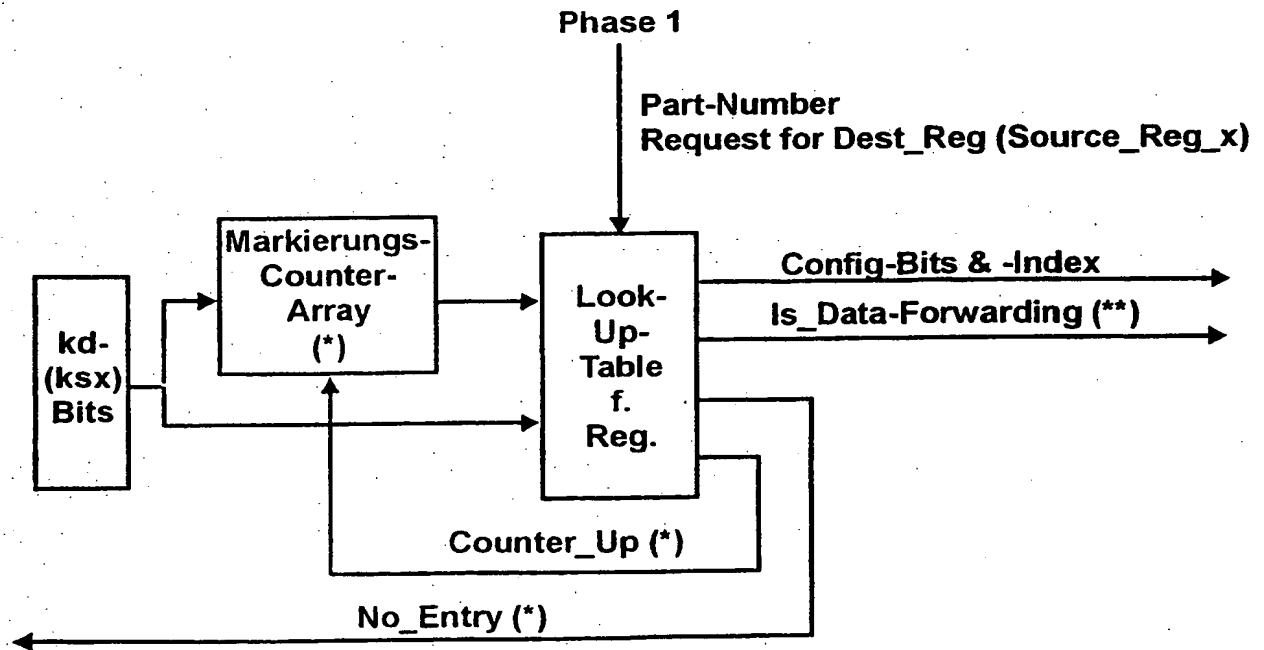 Phase 1
Part-Number
Request for Dest_Reg (Source_Reg_x)
Markierungs-
Counter-
Array
(*)
kd-
(ksx)
Bits
Look-
Up-
Table
f.
Reg.
Config-Bits & -Index
Is_Data-Forwarding (**)
Counter_Up (*)
No_Entry (*)